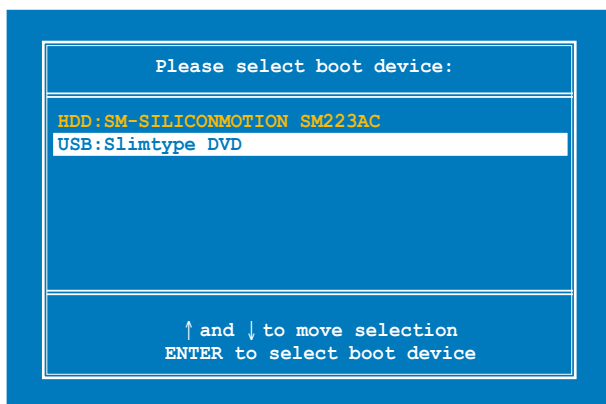 Please select boot device:
HDD:SM-SILICONMOTION SM223AC
USB:Slimtype DVD
↑ and ↓ to move selection
ENTER to select boot device